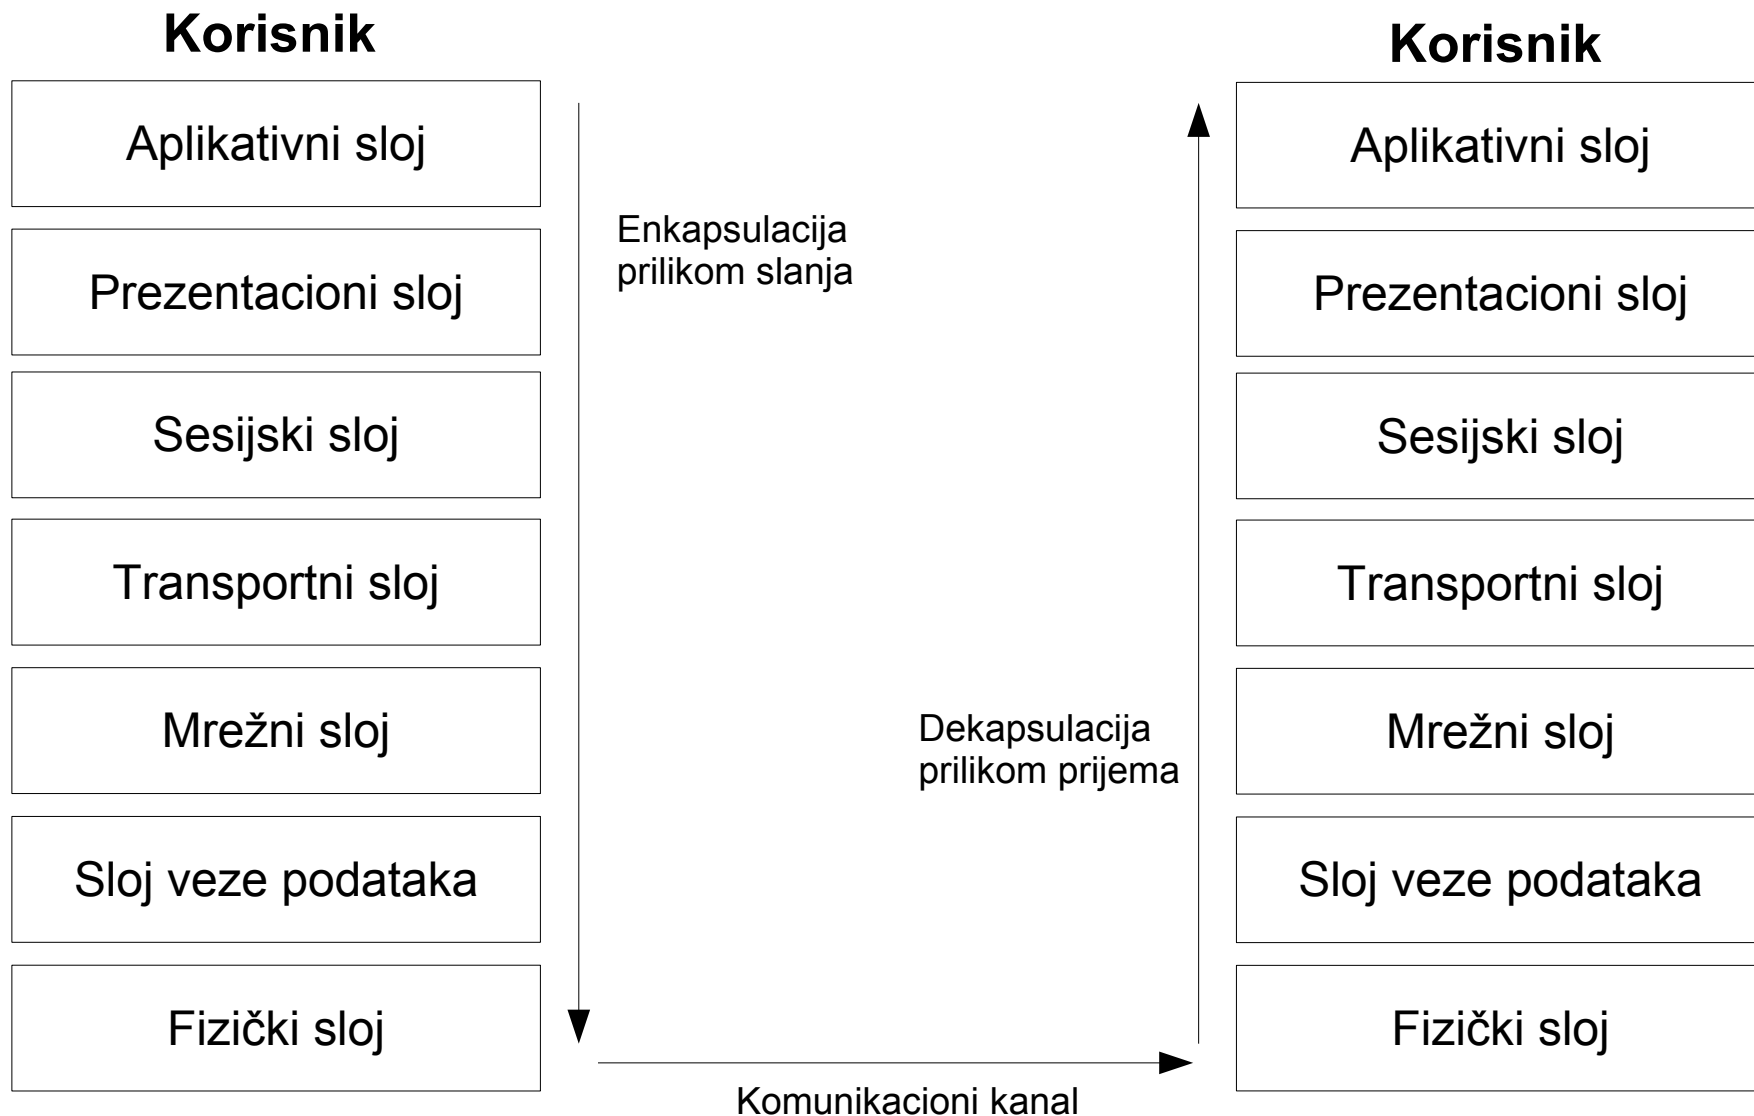 Korisnik
Aplikativni sloj
Prezentacioni sloj
Sesijski sloj
Transportni sloj
Mrežni sloj
Sloj veze podataka
Fizički sloj
Enkapsulacija
prilikom slanja
Dekapsulacija
prilikom prijema
Komunikacioni kanal
Korisnik
Aplikativni sloj
Prezentacioni sloj
Sesijski sloj
Transportni sloj
Mrežni sloj
Sloj veze podataka
Fizički sloj